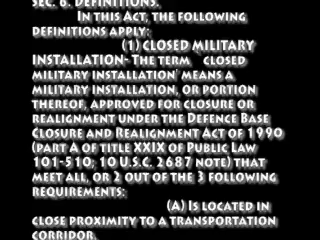 SEC. 6. DEFINITIONS.
In this Act, the following
definitions apply:
(1) CLOSED MILITARY
INSTALLATION- The term `closed
military installation' means a
military installation, or portion
thereof, approved for closure or
realignment under the Defence Base
Closure and Realignment Act of 1990
(part A of title XXIX of Public Law
101-510; 10 U.S.C. 2687 note) that
meet all, or 2 out of the 3 following
requirements:
(A) Is located in
close proximity to a transportation
corridor.